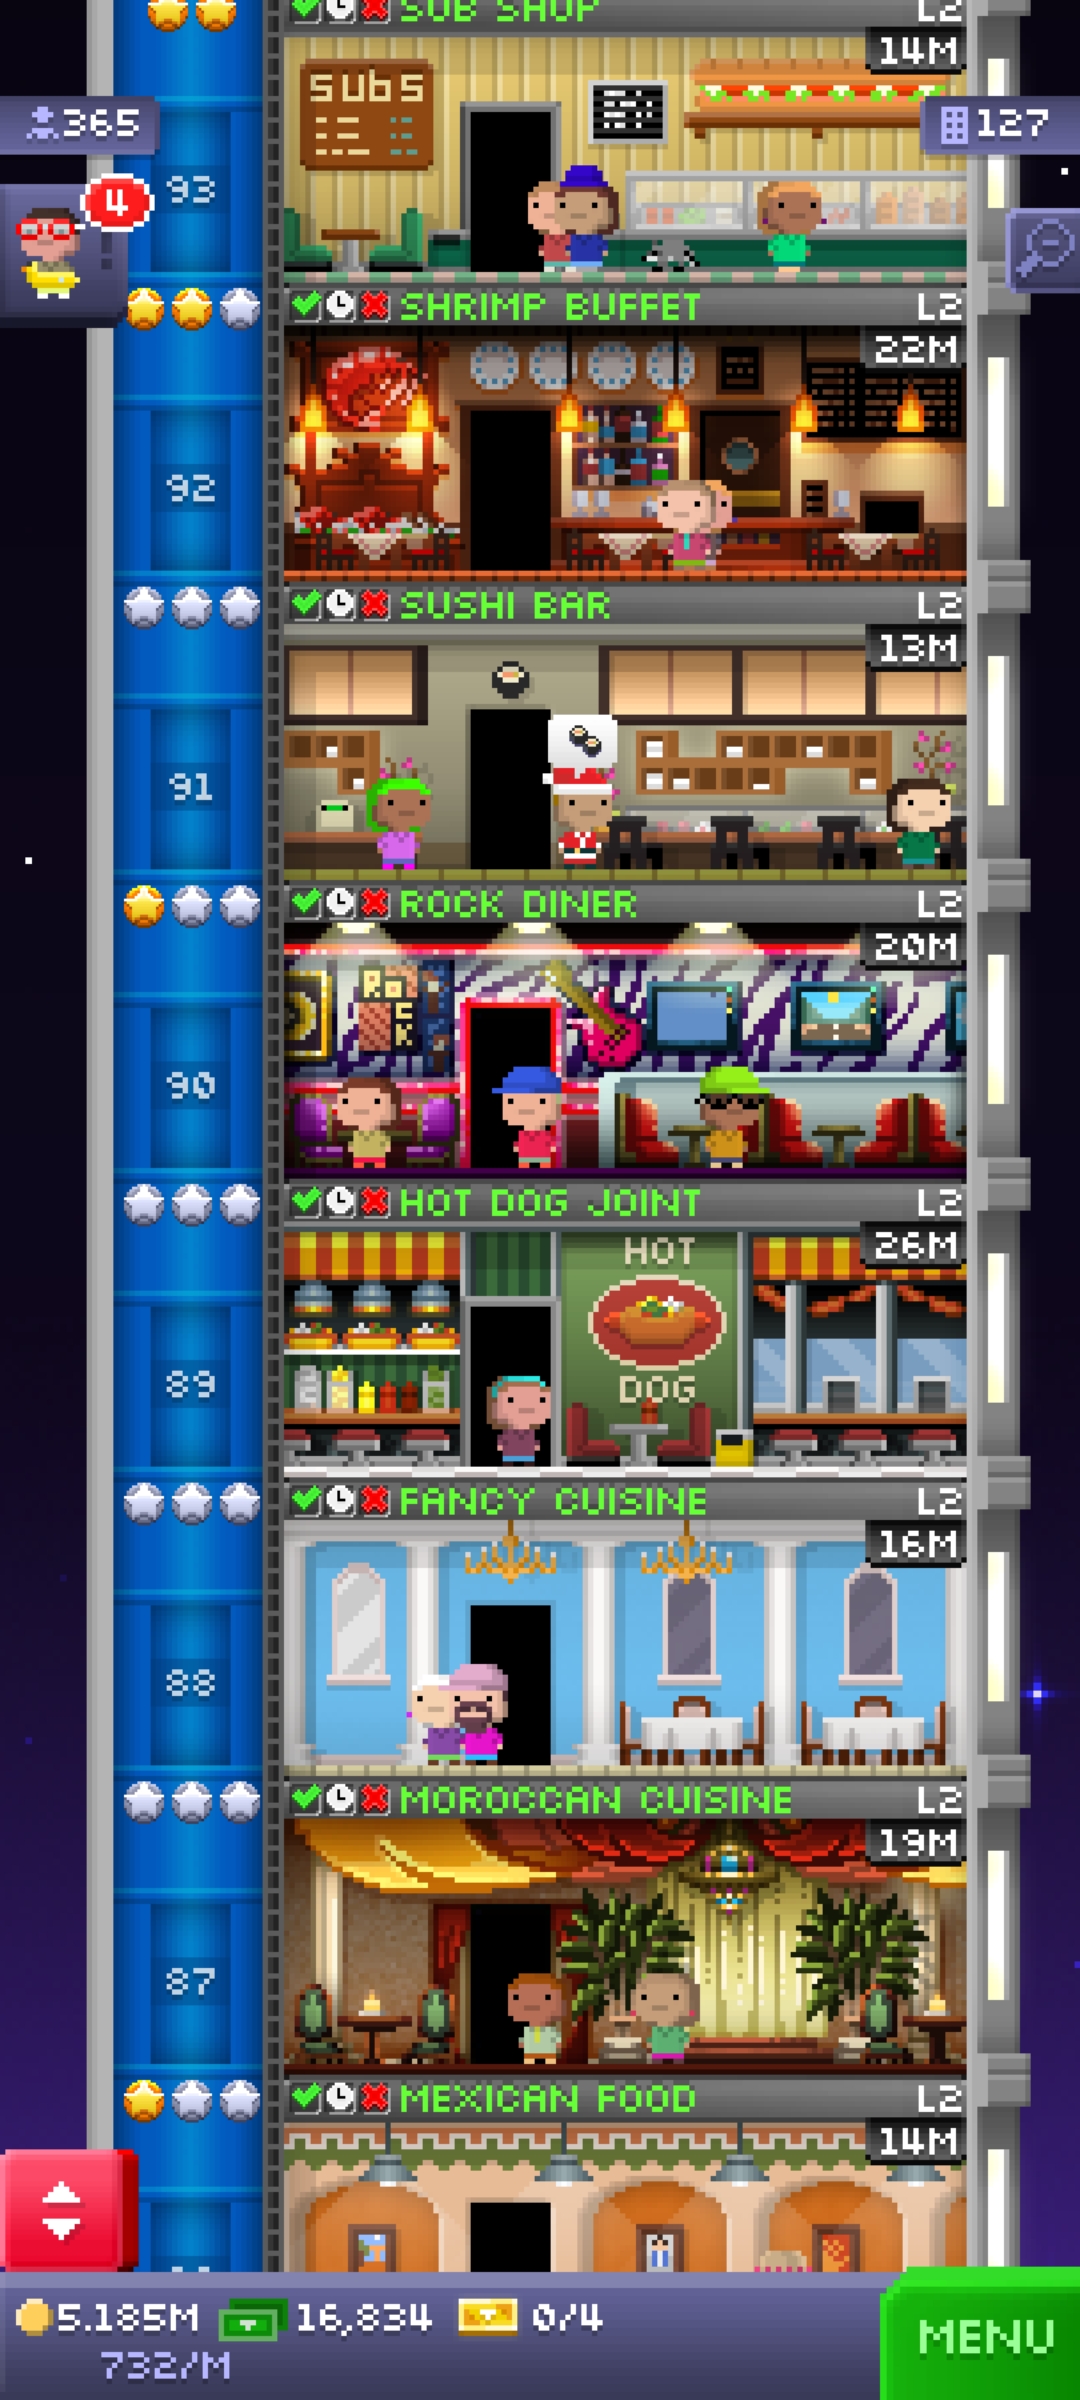 SUB SHOP L2
14M
SUBS
365
127
4
93
SHRIMP BUFFET L2
22M
92
SUSHI BAR L2
13M
91
ROCK DINER L2
20M
ROCK
90
HOT DOG JOINT L2
26M
HOT
DOG
89
FANCY CUISINE L2
16M
88
MOROCCAN CUISINE L2
19M
87
MEXICAN FOOD L2
14M
5.185M 16,834 0/4
732/M
MENU